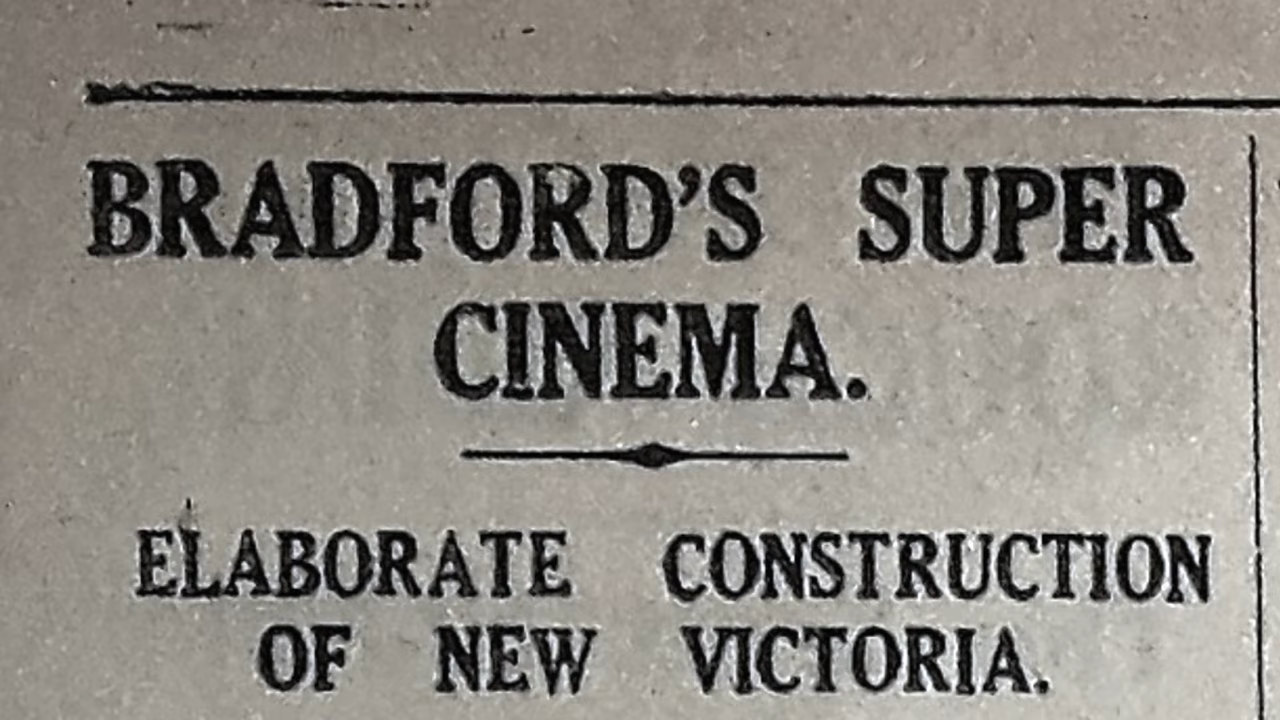 BRADFORD'S SUPER
CINEMA.
ELABORATE CONSTRUCTION
OF NEW VICTORIA.